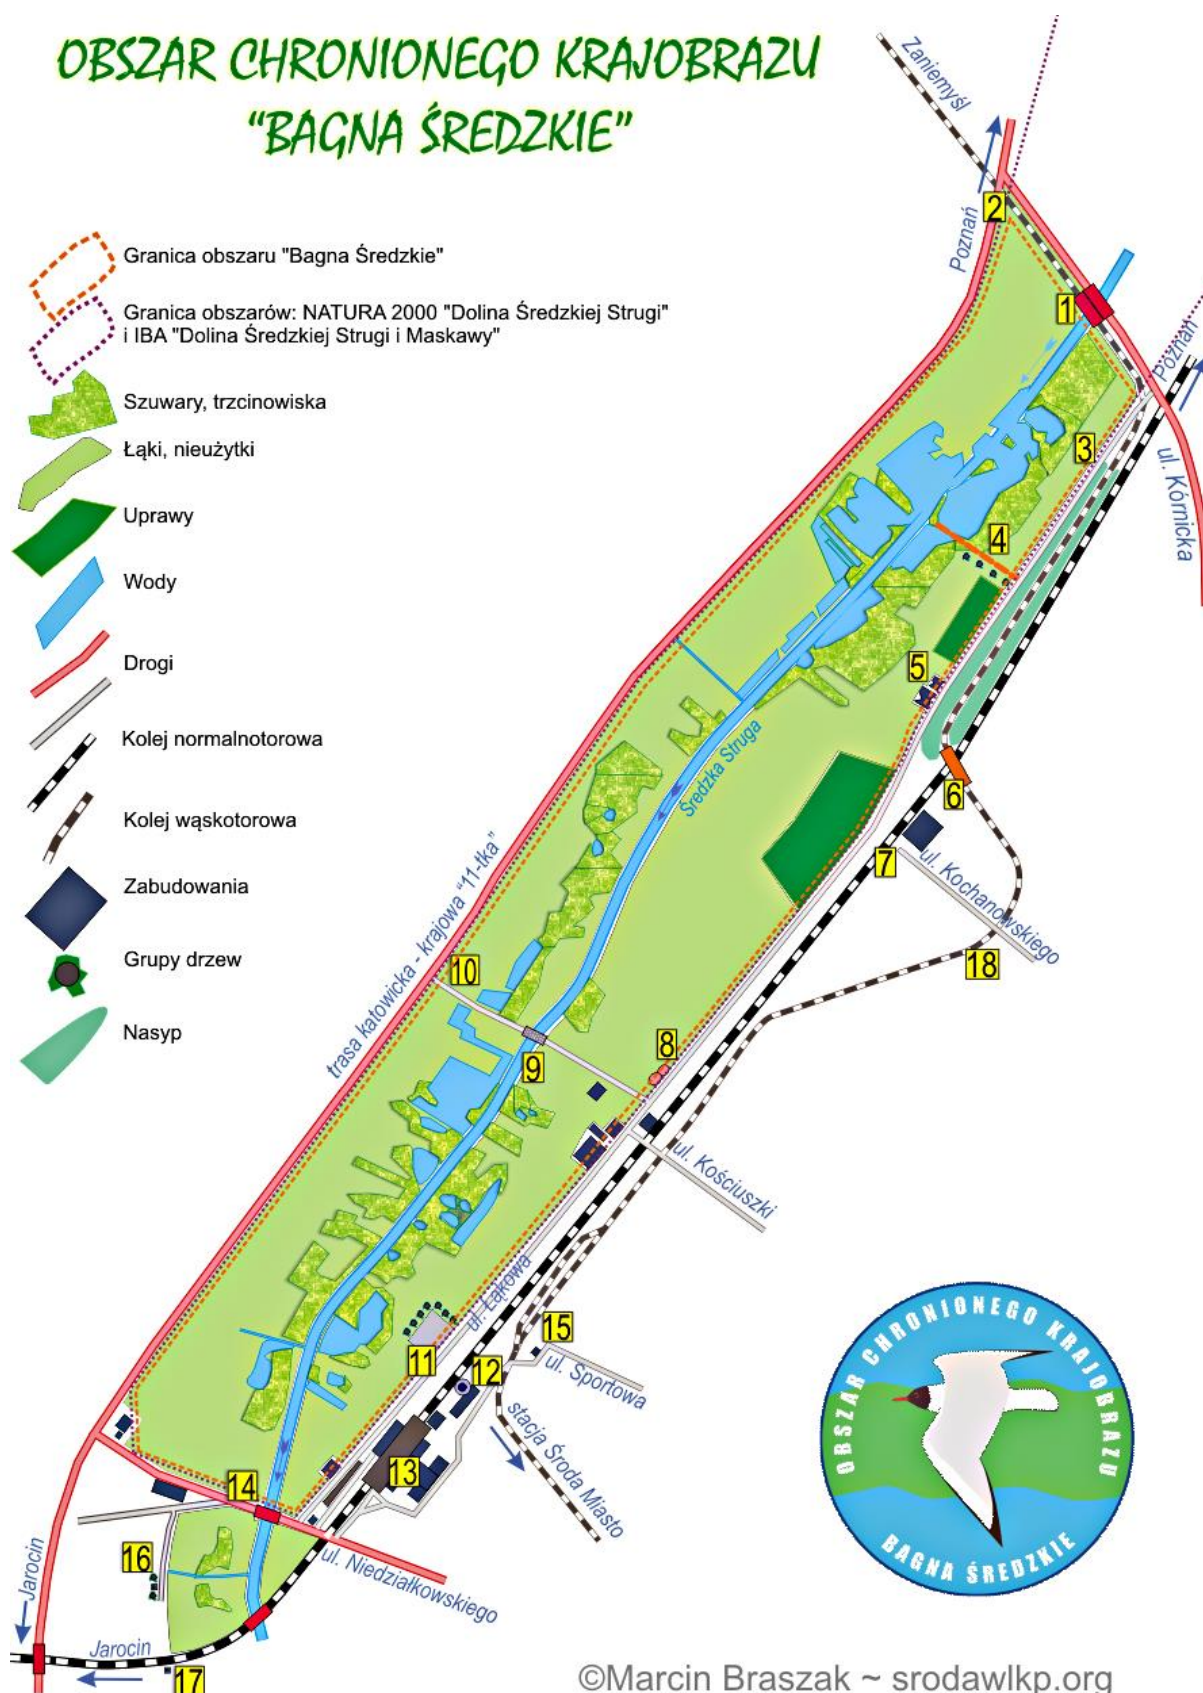 OBSZAR CHRONIONEGO KRAJOBRAZU
"BAGNA ŚREDZKIE"
Granica obszaru "Bagna Średzkie"
Granica obszarów: NATURA 2000 "Dolina Średzkiej Strugi"
i IBA "Dolina Średzkiej Strugi i Maskawy"
Szuwary, trzcinowiska
Łąki, nieużytki
Uprawy
Wody
Drogi
Kolej normalnotorowa
Kolej wąskotorowa
Zabudowania
Grupy drzew
Nasyp
Zaniemyśl
Poznań
2
1
Poznań
ul. Kórnicka
3
4
5
Średzka Struga
6
7
ul. Kochanowskiego
18
trasa katowicka - krajowa "11-tka"
10
9
8
ul. Kościuszki
ul. Łąkowa
11
12
15
ul. Sportowa
stacja Środa Miasto
13
14
ul. Niedziałkowskiego
16
Jarocin
Jarocin
17
OBSZAR CHRONIONEGO KRAJOBRAZU
BAGNA ŚREDZKIE
©Marcin Braszak ~ srodawlkp.org